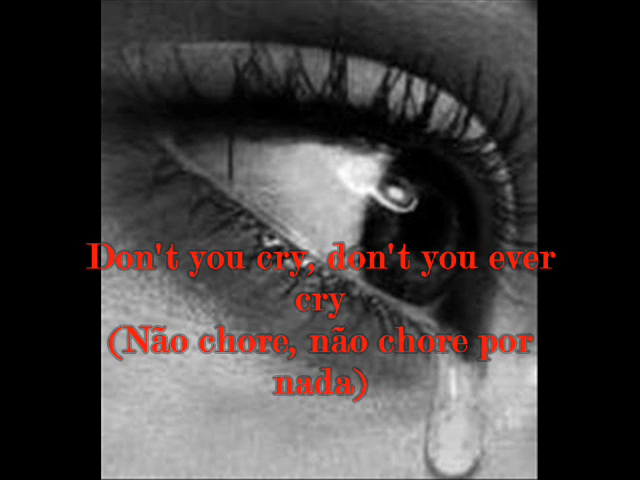 Don't you cry, don't you ever
cry
(Não chore, não chore por
nada)